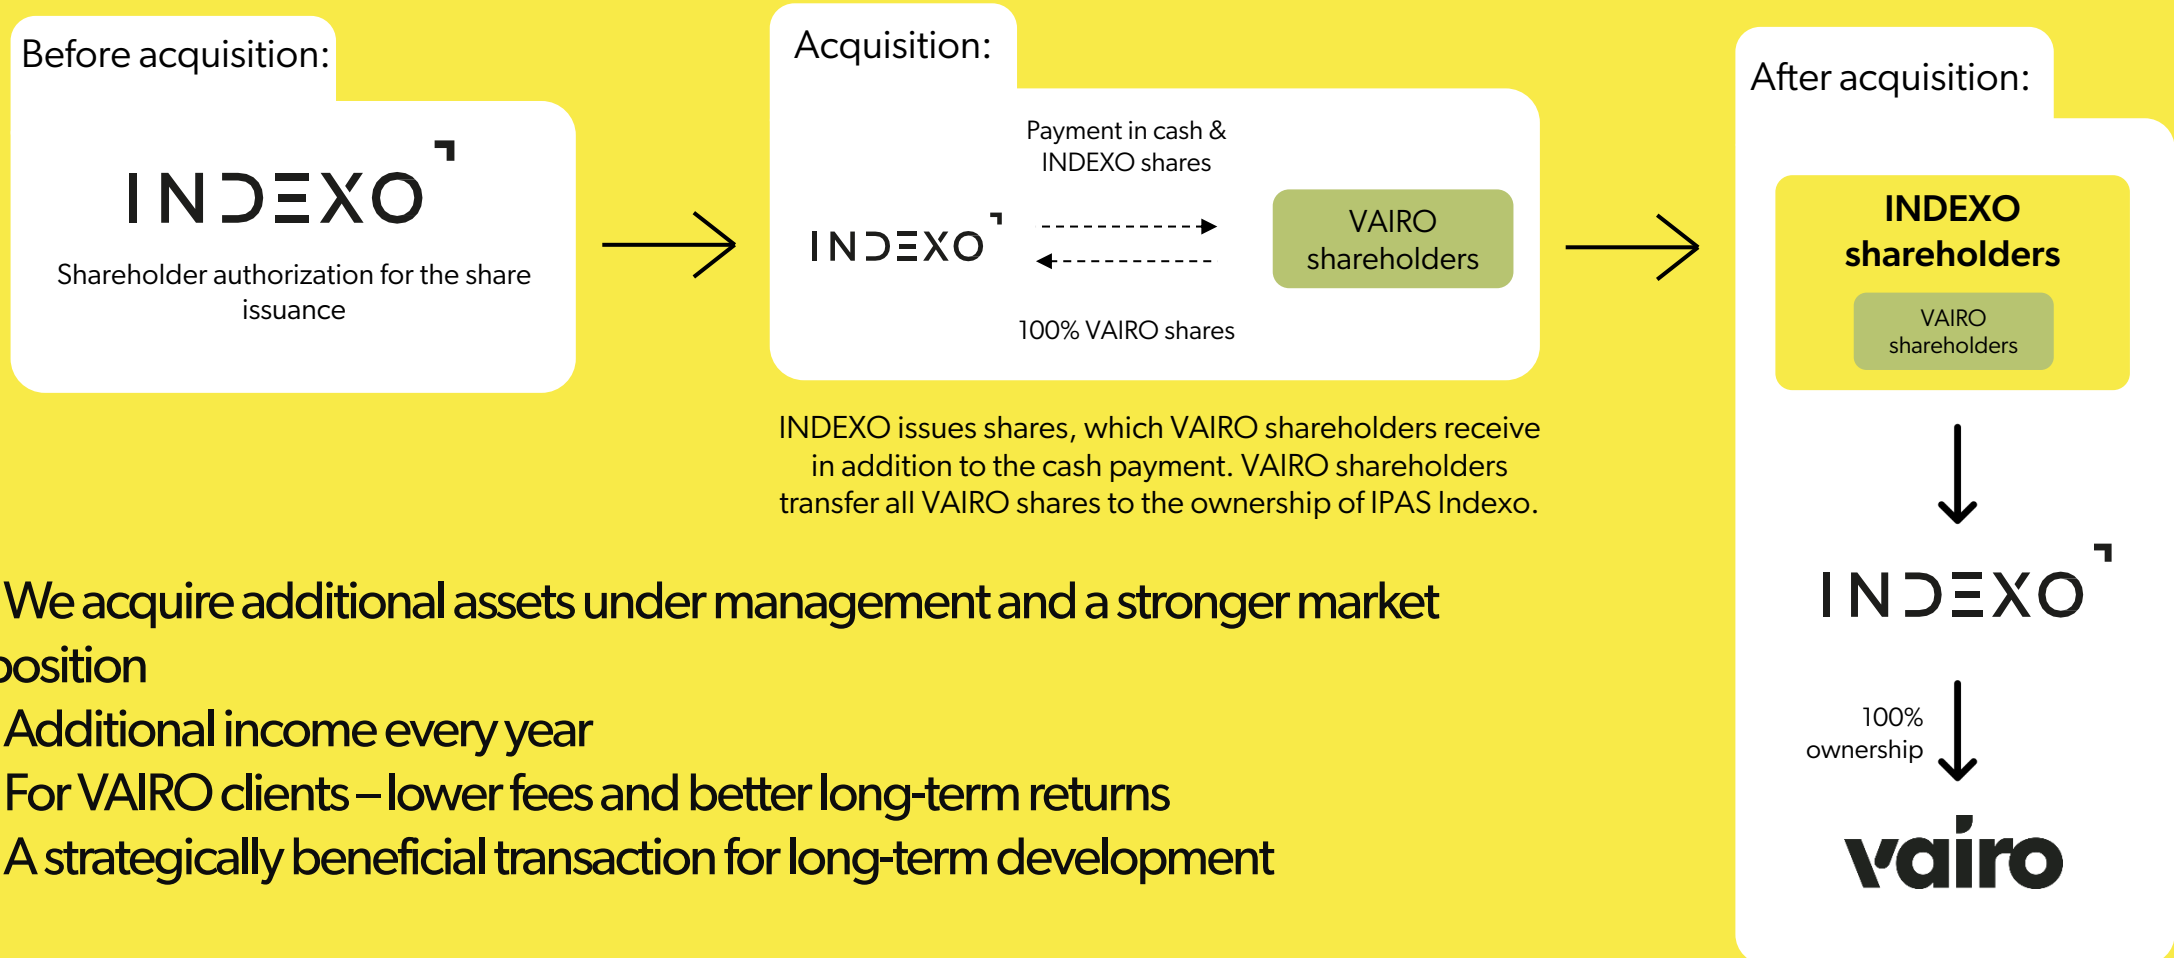 Before acquisition:
INDEXO
Shareholder authorization for the share
issuance
Acquisition:
Payment in cash &
INDEXO shares
INDEXO
VAIRO
shareholders
100% VAIRO shares
INDEXO issues shares, which VAIRO shareholders receive
in addition to the cash payment. VAIRO shareholders
transfer all VAIRO shares to the ownership of IPAS Indexo.
After acquisition:
INDEXO
shareholders
VAIRO
shareholders
INDEXO
100%
ownership
vairo
We acquire additional assets under management and a stronger market
position
Additional income every year
For VAIRO clients – lower fees and better long-term returns
A strategically beneficial transaction for long-term development